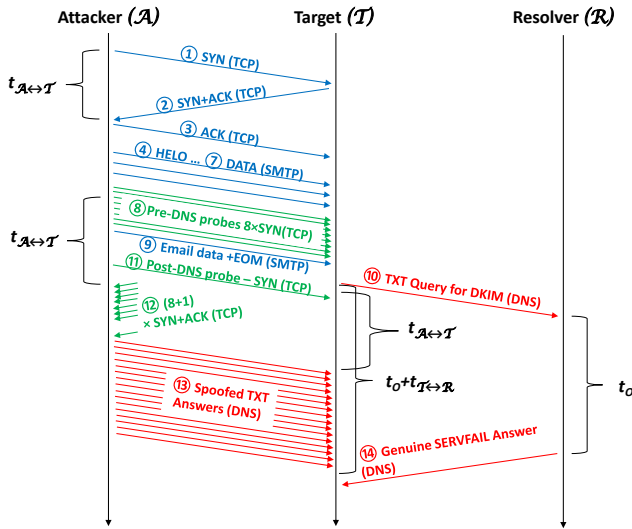 Attacker (𝒜)
Target (𝒯)
Resolver (ℛ)
① SYN (TCP)
t𝒜↔𝒯
② SYN+ACK (TCP)
③ ACK (TCP)
④ HELO ... ⑦ DATA (SMTP)
⑧ Pre-DNS probes 8×SYN(TCP)
t𝒜↔𝒯
⑨ Email data +EOM (SMTP)
⑪ Post-DNS probe – SYN (TCP)
⑩ TXT Query for DKIM (DNS)
⑫ (8+1)
× SYN+ACK (TCP)
t𝒜↔𝒯
⑬ Spoofed TXT
Answers (DNS)
tO+t𝒯↔ℛ
tO
⑭ Genuine SERVFAIL Answer
(DNS)